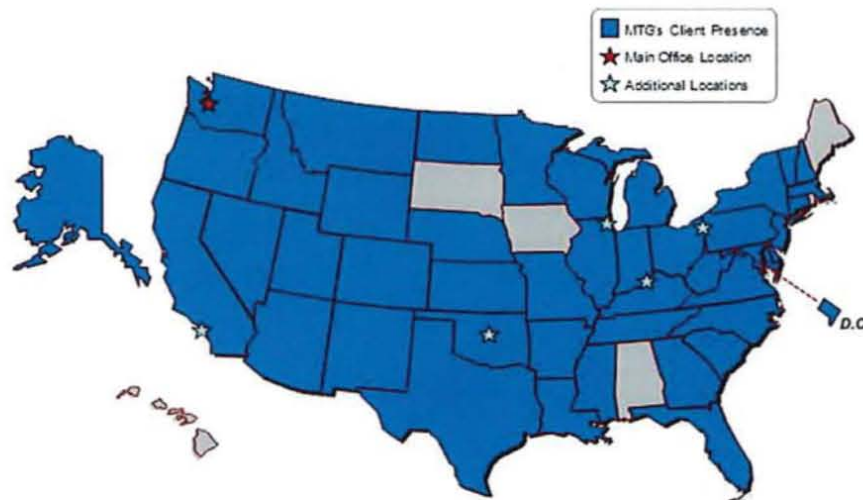 MTG's Client Presence
Main Office Location
Additional Locations
D.C